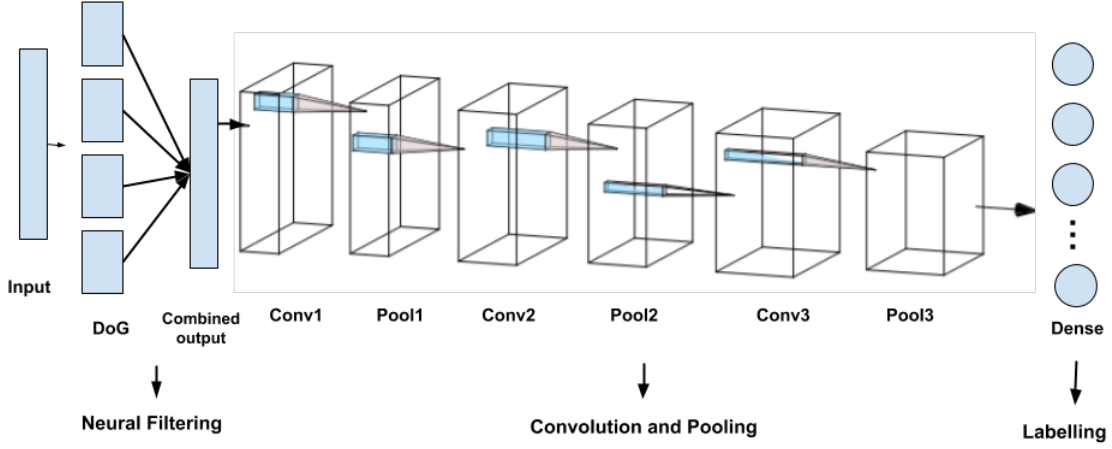 Input
DoG
Combined
output
Conv1
Pool1
Conv2
Pool2
Conv3
Pool3
Dense
Neural Filtering
Convolution and Pooling
Labelling